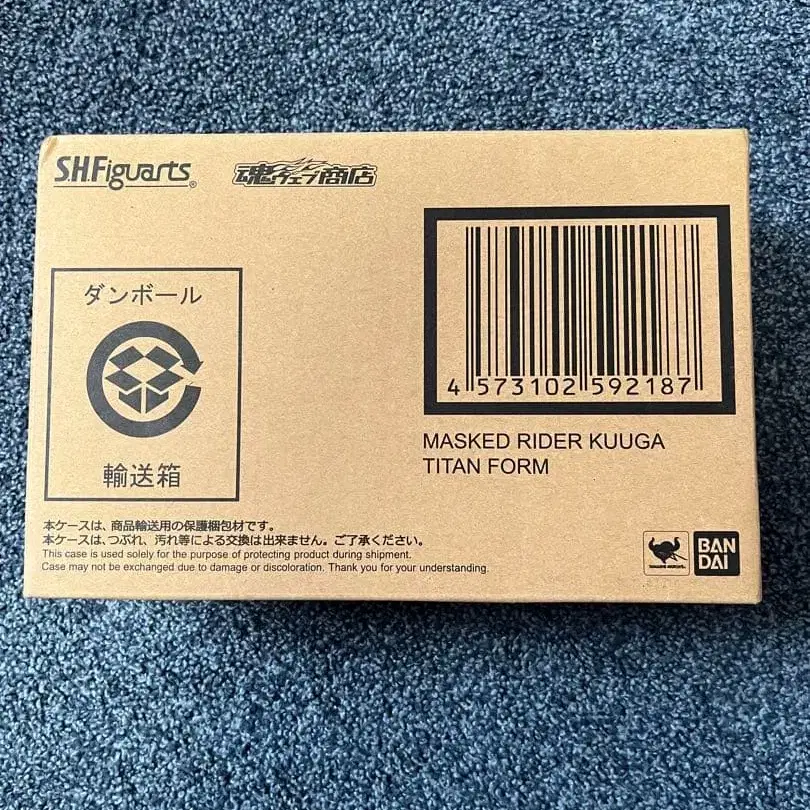 S.H.Figuarts®
魂ウェブ商店
ダンボール
輸送箱
4 573102 592187
MASKED RIDER KUUGA
TITAN FORM
本ケースは、商品輸送用の保護梱包材です。
本ケースは、つぶれ、汚れ等による交換は出来ません。ご了承ください。
This case is used solely for the purpose of protecting product during shipment.
Case may not be exchanged due to damage or discoloration. Thank you for your understanding.
BAN
DAI